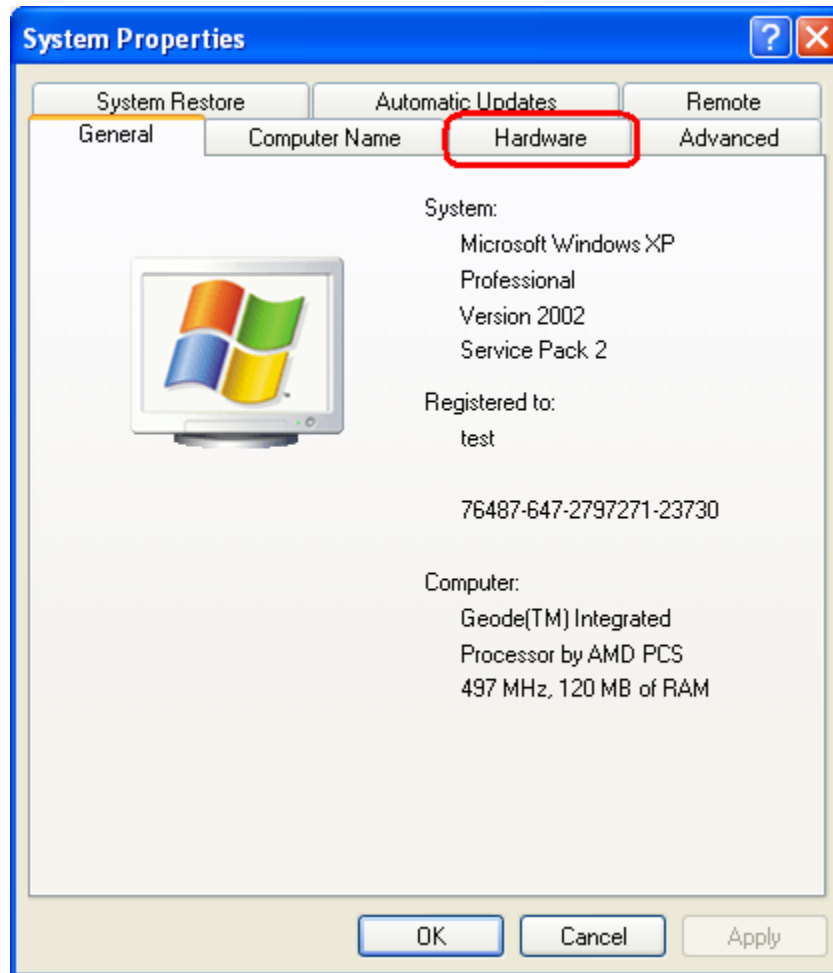 System Properties
System Restore Automatic Updates Remote
General Computer Name Hardware Advanced
System:
Microsoft Windows XP
Professional
Version 2002
Service Pack 2
Registered to:
test
76487-647-2797271-23730
Computer:
Geode(TM) Integrated
Processor by AMD PCS
497 MHz, 120 MB of RAM
OK Cancel Apply